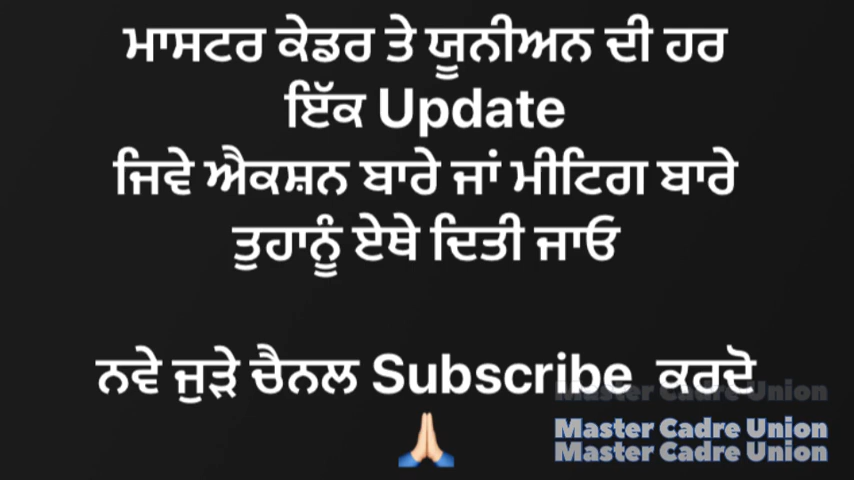 ਮਾਸਟਰ ਕੇਡਰ ਤੇ ਯੂਨੀਅਨ ਦੀ ਹਰ
ਇੱਕ Update
ਜਿਵੇ ਐਕਸ਼ਨ ਬਾਰੇ ਜਾਂ ਮੀਟਿਗ ਬਾਰੇ
ਤੁਹਾਨੂੰ ਏਥੇ ਦਿਤੀ ਜਾਓ
ਨਵੇ ਜੁੜੇ ਚੈਨਲ Subscribe ਕਰਦੋ
🙏🏻
Master Cadre Union
Master Cadre Union
Master Cadre Union